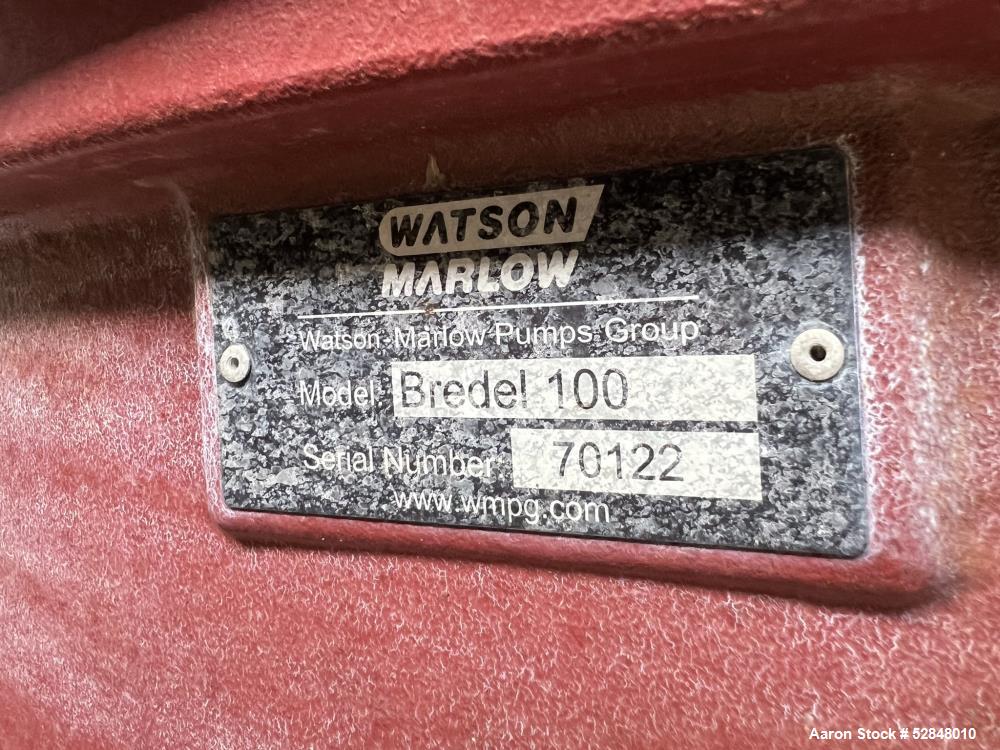 WATSON
MARLOW
Watson-Marlow Pumps Group
Model: Bredel 100
Serial Number: 70122
www.wmpg.com
Aaron Stock # 52848010